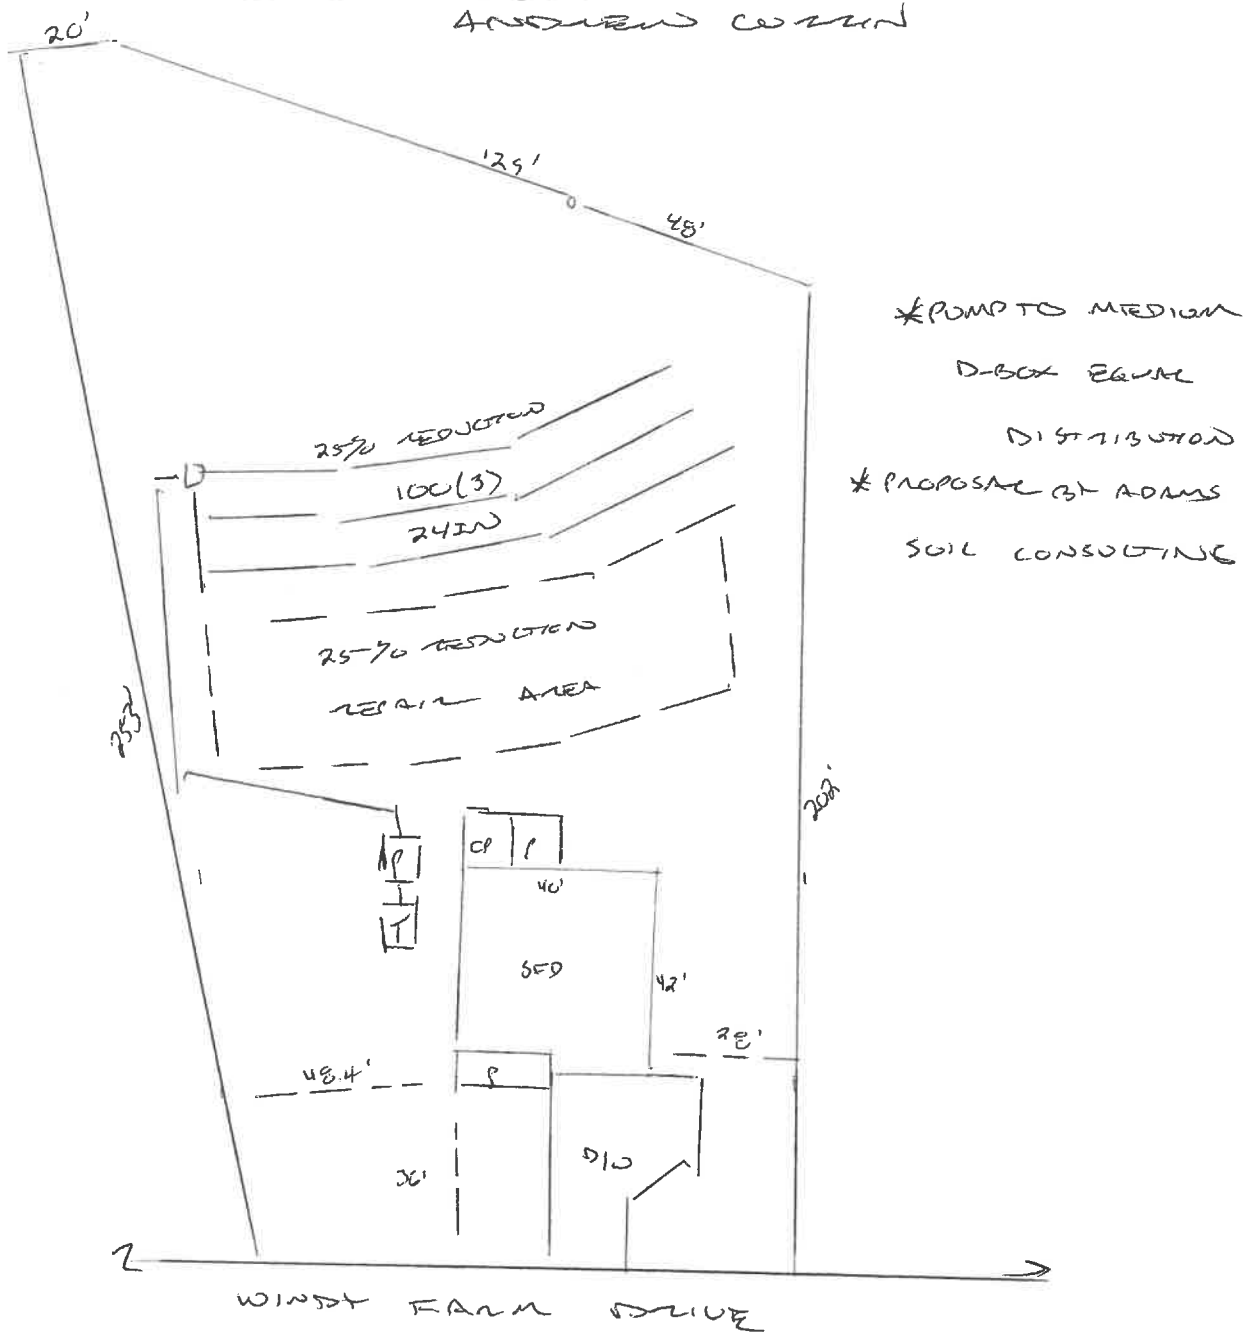 ANDREW CURRIN
20'
125'
48'
*PUMP TO MEDIUM
D-BOX EQUAL
DISTRIBUTION
*PROPOSAL BY ADAMS
SOIL CONSULTING
25% REDUCTION
100(3)
24IN
25% REDUCTION
REPAIR AREA
253'
202'
P
T
CP P
40'
SFD
42'
28'
48.4'
P
36'
D/W
WINDY FARM DRIVE